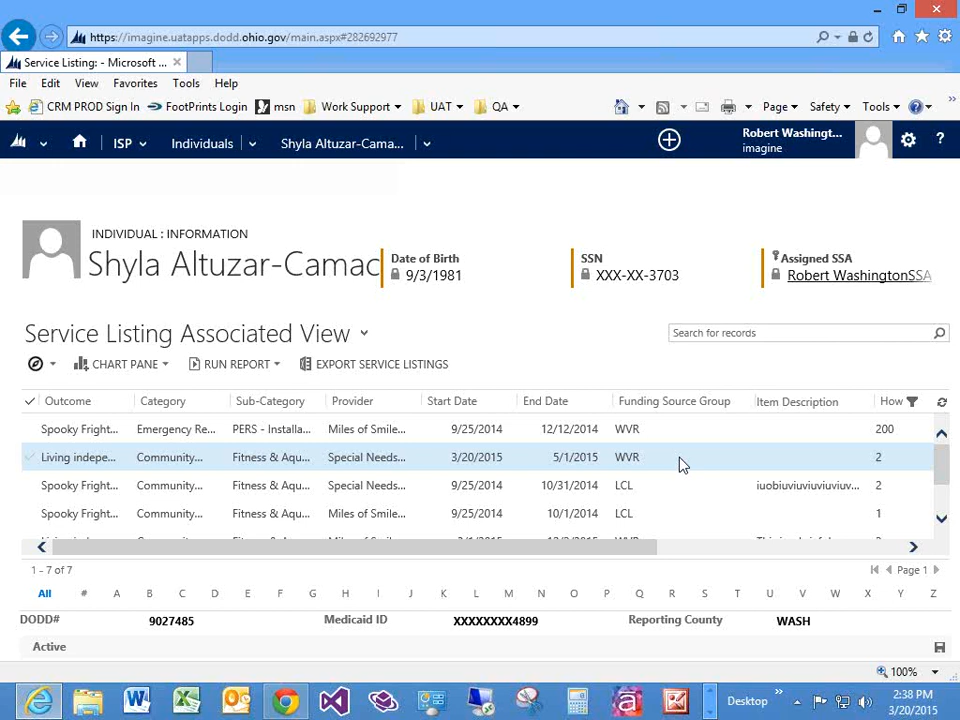 https://imagine.uatapps.dodd.ohio.gov/main.aspx#282692977
Service Listing: - Microsoft ...
File Edit View Favorites Tools Help
CRM PROD Sign In FootPrints Login msn Work Support UAT QA Page Safety Tools
ISP Individuals Shyla Altuzar-Cama... Robert Washingt...
imagine
INDIVIDUAL : INFORMATION
Shyla Altuzar-Camac
Date of Birth SSN Assigned SSA
9/3/1981 XXX-XX-3703 Robert WashingtonSSA
Service Listing Associated View Search for records
CHART PANE RUN REPORT EXPORT SERVICE LISTINGS
Outcome Category Sub-Category Provider Start Date End Date Funding Source Group Item Description How
Spooky Fright... Emergency Re... PERS - Installa... Miles of Smile... 9/25/2014 12/12/2014 WVR 200
Living indepe... Community... Fitness & Aqu... Special Needs... 3/20/2015 5/1/2015 WVR 2
Spooky Fright... Community... Fitness & Aqu... Special Needs... 9/25/2014 10/31/2014 LCL iuobiuviuviuviuviuv... 2
Spooky Fright... Community... Fitness & Aqu... Miles of Smile... 9/25/2014 10/1/2014 LCL 1
1 - 7 of 7 Page 1
All # A B C D E F G H I J K L M N O P Q R S T U V W X Y Z
DODD# 9027485 Medicaid ID XXXXXXXX4899 Reporting County WASH
Active
100%
Desktop 2:38 PM
3/20/2015